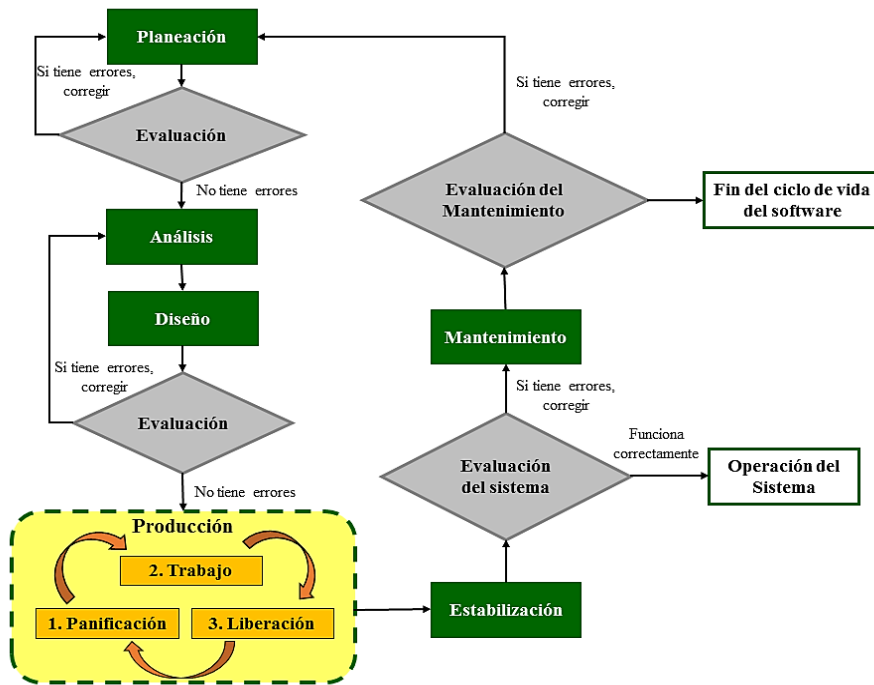 Planeación
Si tiene errores,
corregir
Evaluación
No tiene errores
Análisis
Diseño
Si tiene errores,
corregir
Evaluación
No tiene errores
Producción
2. Trabajo
1. Panificación
3. Liberación
Estabilización
Evaluación
del sistema
Funciona
correctamente
Operación del
Sistema
Si tiene errores,
corregir
Mantenimiento
Evaluación del
Mantenimiento
Fin del ciclo de vida
del software
Si tiene errores,
corregir